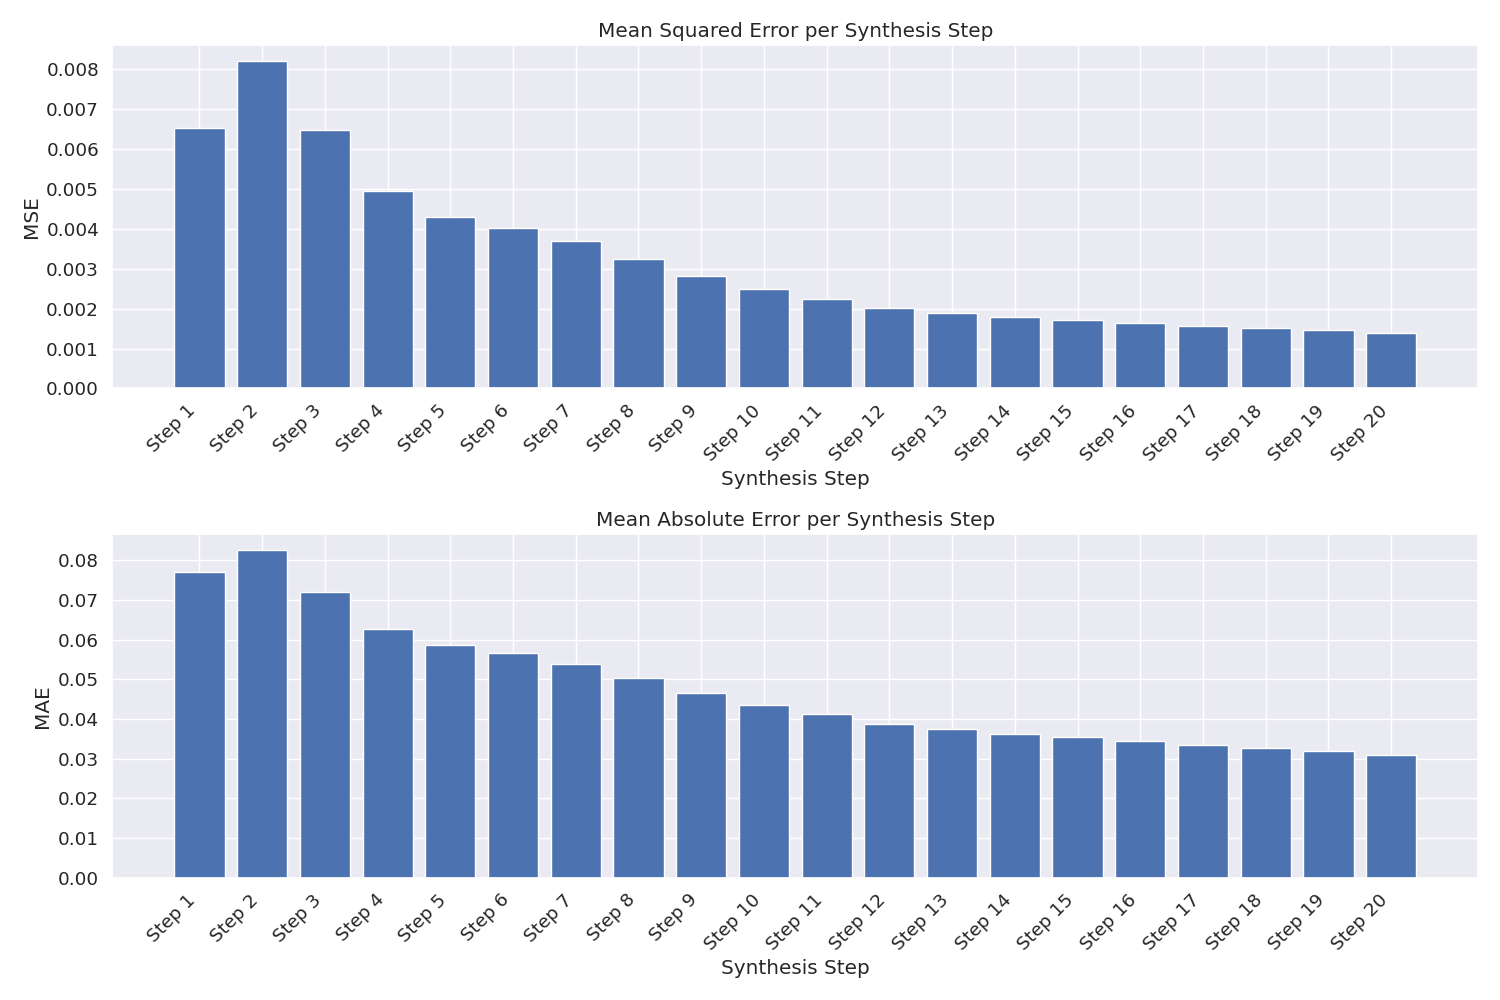 Mean Squared Error per Synthesis Step
0.008
0.007
0.006
0.005
0.004
0.003
0.002
0.001
0.000
MSE
Step 1
Step 2
Step 3
Step 4
Step 5
Step 6
Step 7
Step 8
Step 9
Step 10
Step 11
Step 12
Step 13
Step 14
Step 15
Step 16
Step 17
Step 18
Step 19
Step 20
Synthesis Step
Mean Absolute Error per Synthesis Step
0.08
0.07
0.06
0.05
0.04
0.03
0.02
0.01
0.00
MAE
Step 1
Step 2
Step 3
Step 4
Step 5
Step 6
Step 7
Step 8
Step 9
Step 10
Step 11
Step 12
Step 13
Step 14
Step 15
Step 16
Step 17
Step 18
Step 19
Step 20
Synthesis Step